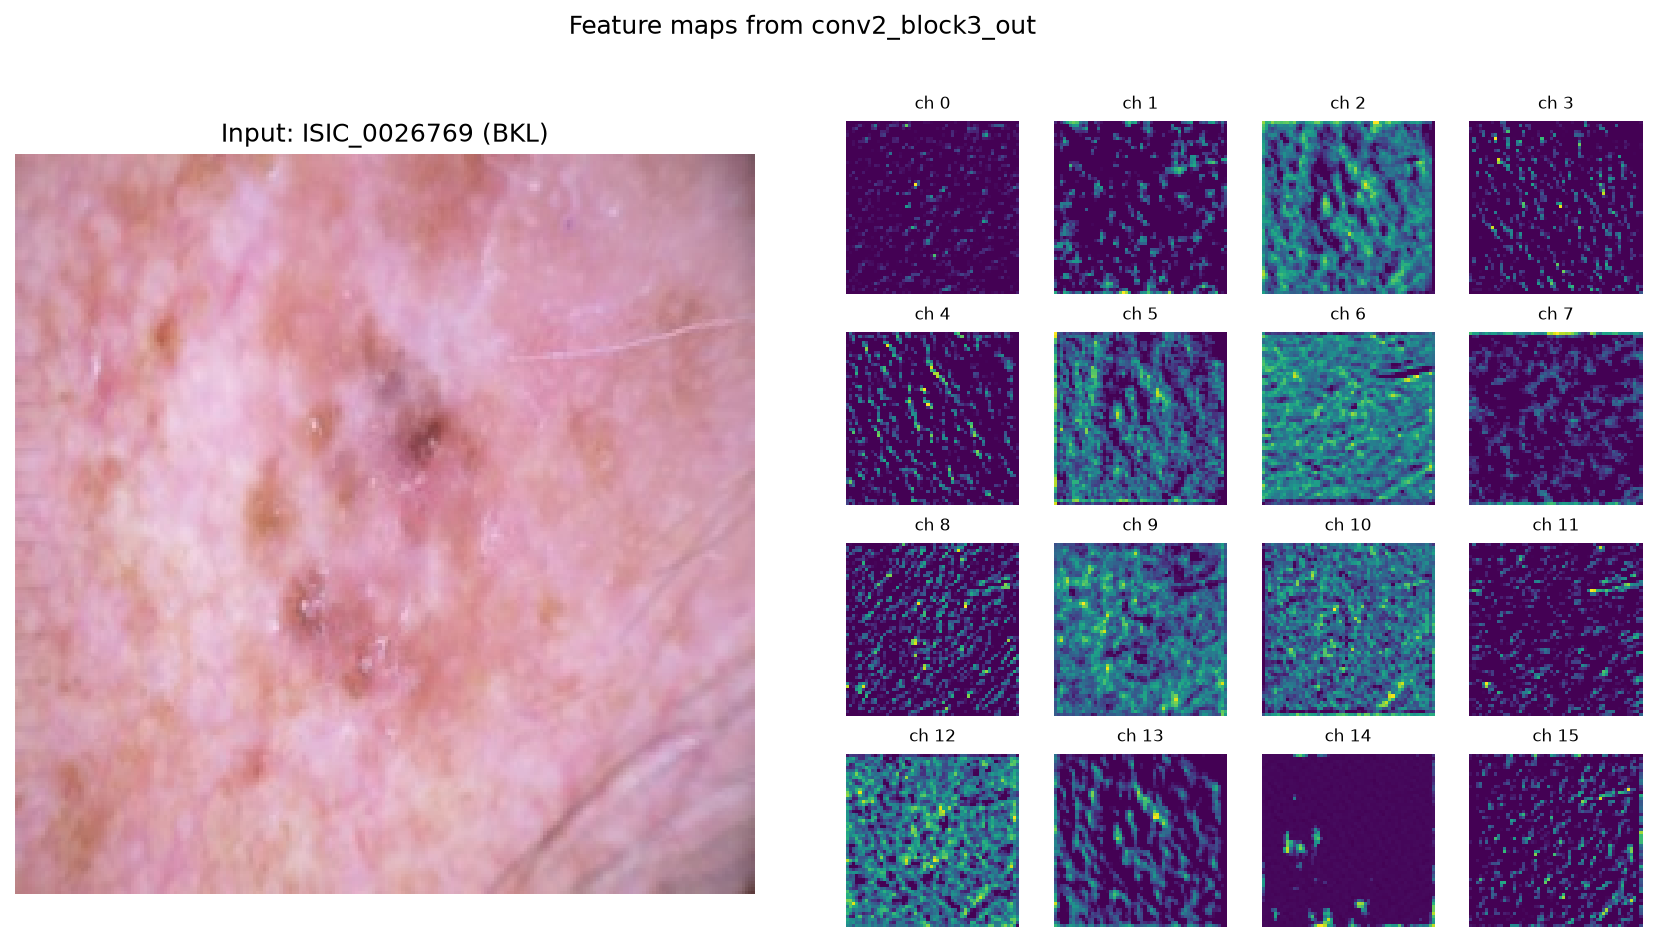 Feature maps from conv2_block3_out
Input: ISIC_0026769 (BKL)
ch 0
ch 1
ch 2
ch 3
ch 4
ch 5
ch 6
ch 7
ch 8
ch 9
ch 10
ch 11
ch 12
ch 13
ch 14
ch 15